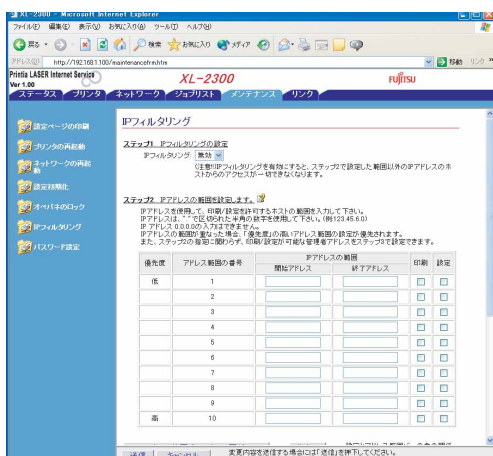 XL-2300 - Microsoft Internet Explorer
ファイル(F) 編集(E) 表示(V) お気に入り(A) ツール(T) ヘルプ(H)
戻る 検索 お気に入り メディア
アドレス(D) http://192.168.1.100/maintenancefrm.htm 移動 リンク
Printia LASER Internet Service
Ver 1.00
XL-2300
FUJITSU
ステータス プリンタ ネットワーク ジョブリスト メンテナンス リンク
設定ページの印刷
プリンタの再起動
ネットワークの再起動
設定初期化
オペパネのロック
IPフィルタリング
パスワード設定
IPフィルタリング
ステップ1 IPフィルタリングの設定
IPフィルタリング: 無効
(注意!)IPフィルタリングを有効にすると、ステップ2で設定した範囲以外のIPアドレスのホ
ストからのアクセスが一切できなくなります。
ステップ2 IPアドレスの範囲を設定します。
IPアドレスを使用して、印刷/設定を許可するホストの範囲を入力して下さい。
IPアドレスは、"."で区切られた半角の数字を使用して下さい。(例123.45.6.0)
IP アドレス 0.0.0.0の入力はできません。
IPアドレスの範囲が重なった場合、「優先度」の高いアドレス範囲の設定が優先されます。
また、ステップ2の指定に関わらず、印刷/設定が可能な管理者アドレスをステップ3で設定できます。
優先度 アドレス範囲の番号 IPアドレスの範囲 印刷 設定
開始アドレス 終了アドレス
低 1
2
3
4
5
6
7
8
9
高 10
送信 キャンセル 変更内容を送信する場合には「送信」を押下してください。